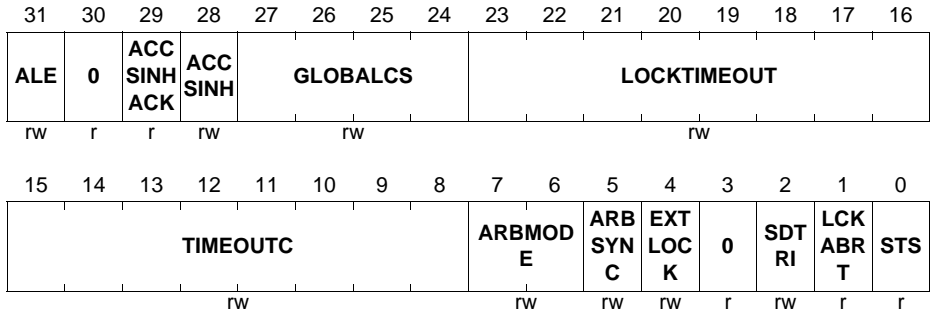 31 30 29 28 27 26 25 24 23 22 21 20 19 18 17 16
ALE 0 ACC SINH ACK ACC SINH GLOBALCS LOCKTIMEOUT
rw r r rw rw rw
15 14 13 12 11 10 9 8 7 6 5 4 3 2 1 0
TIMEOUTC ARBMOD E ARB SYN C EXT LOC K 0 SDT RI LCK ABR T STS
rw rw rw rw r rw r r